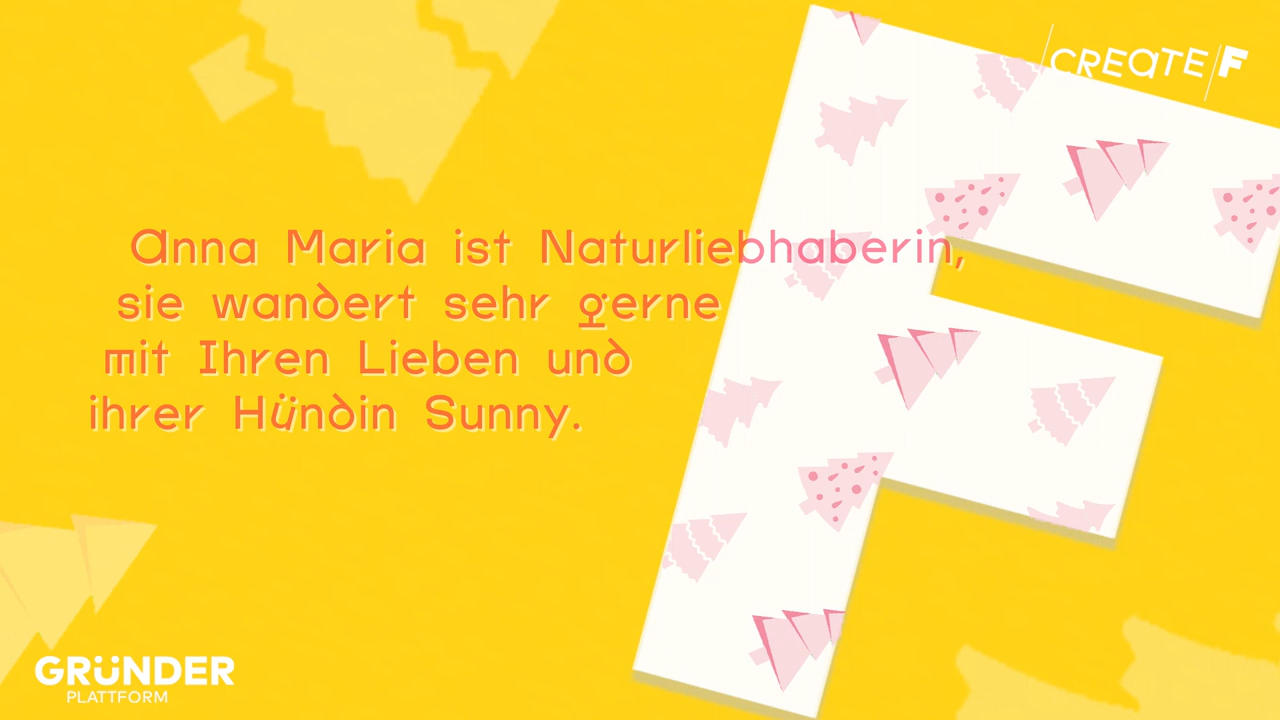 CREATE F
Anna Maria ist Naturliebhaberin,
sie wandert sehr gerne
mit Ihren Lieben und
ihrer Hündin Sunny.
GRÜNDER
PLATTFORM